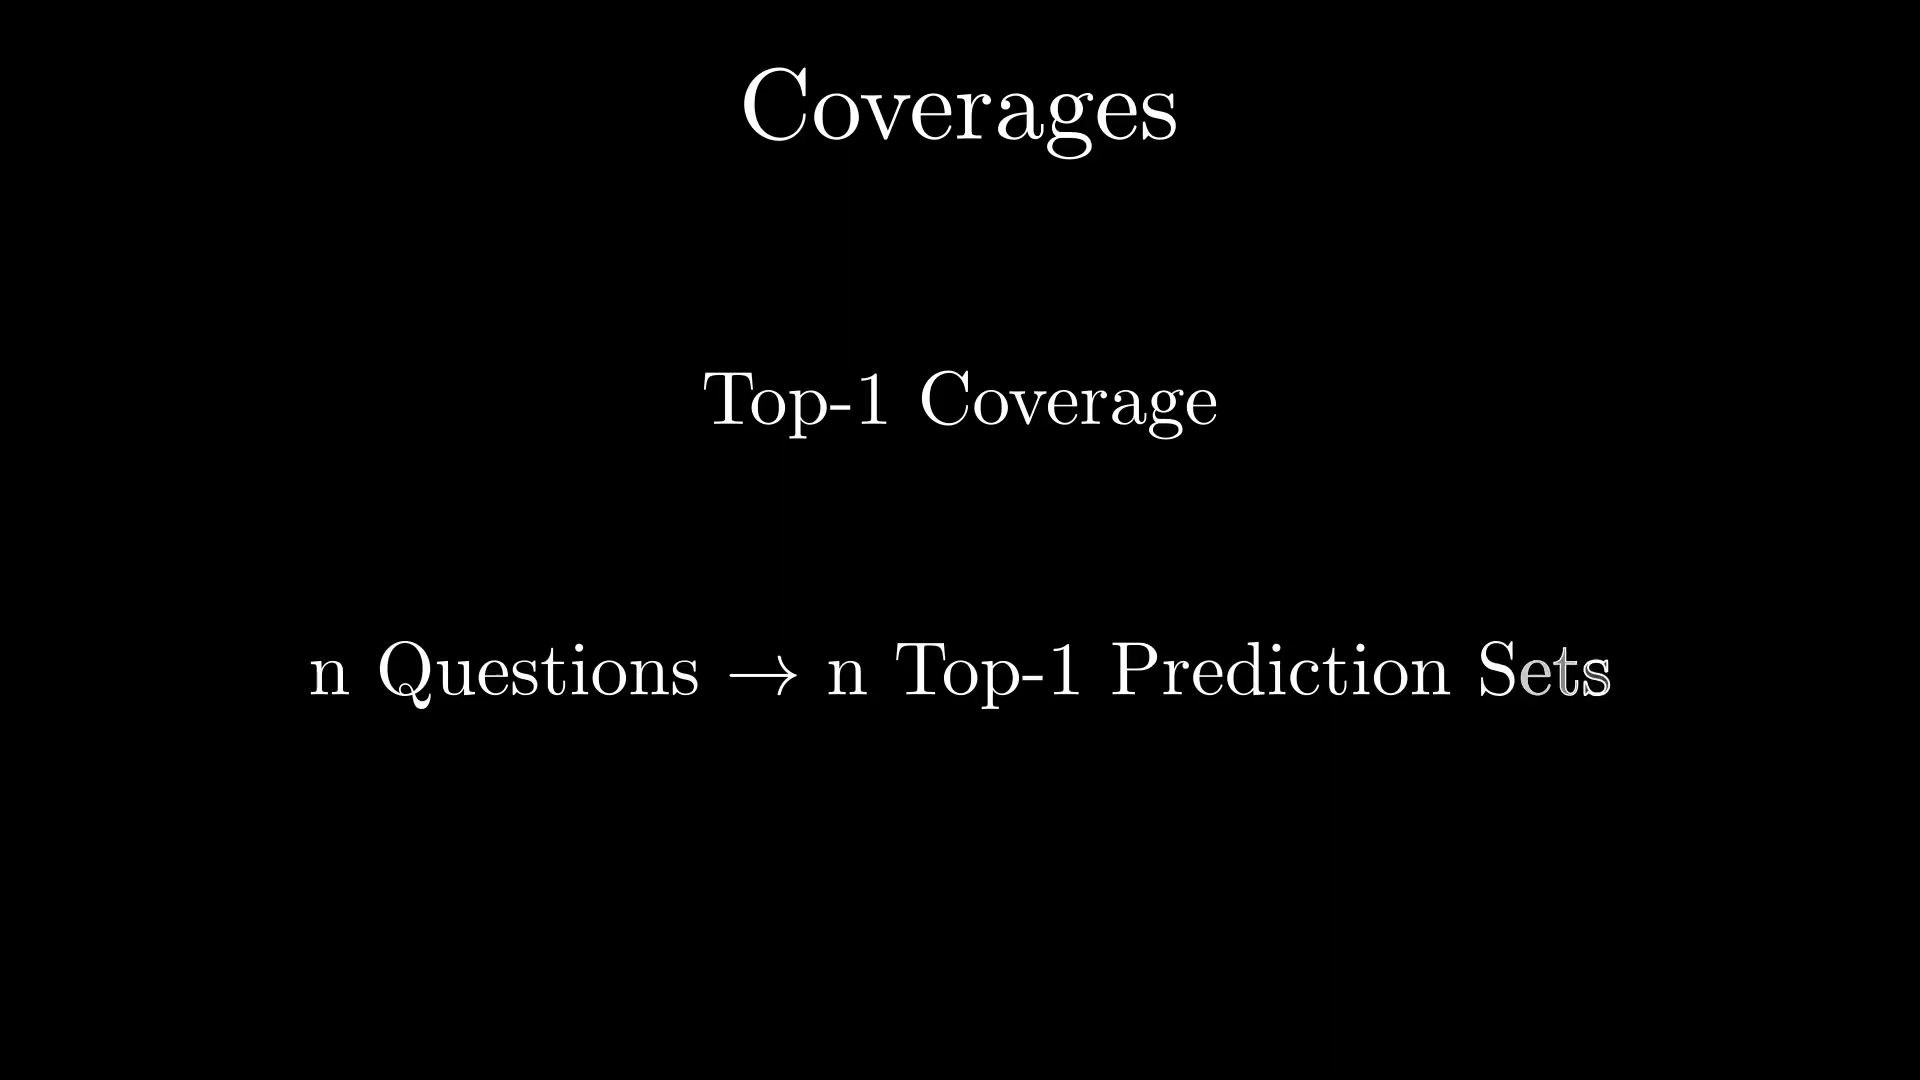 Coverages
Top-1 Coverage
n Questions → n Top-1 Prediction Sets